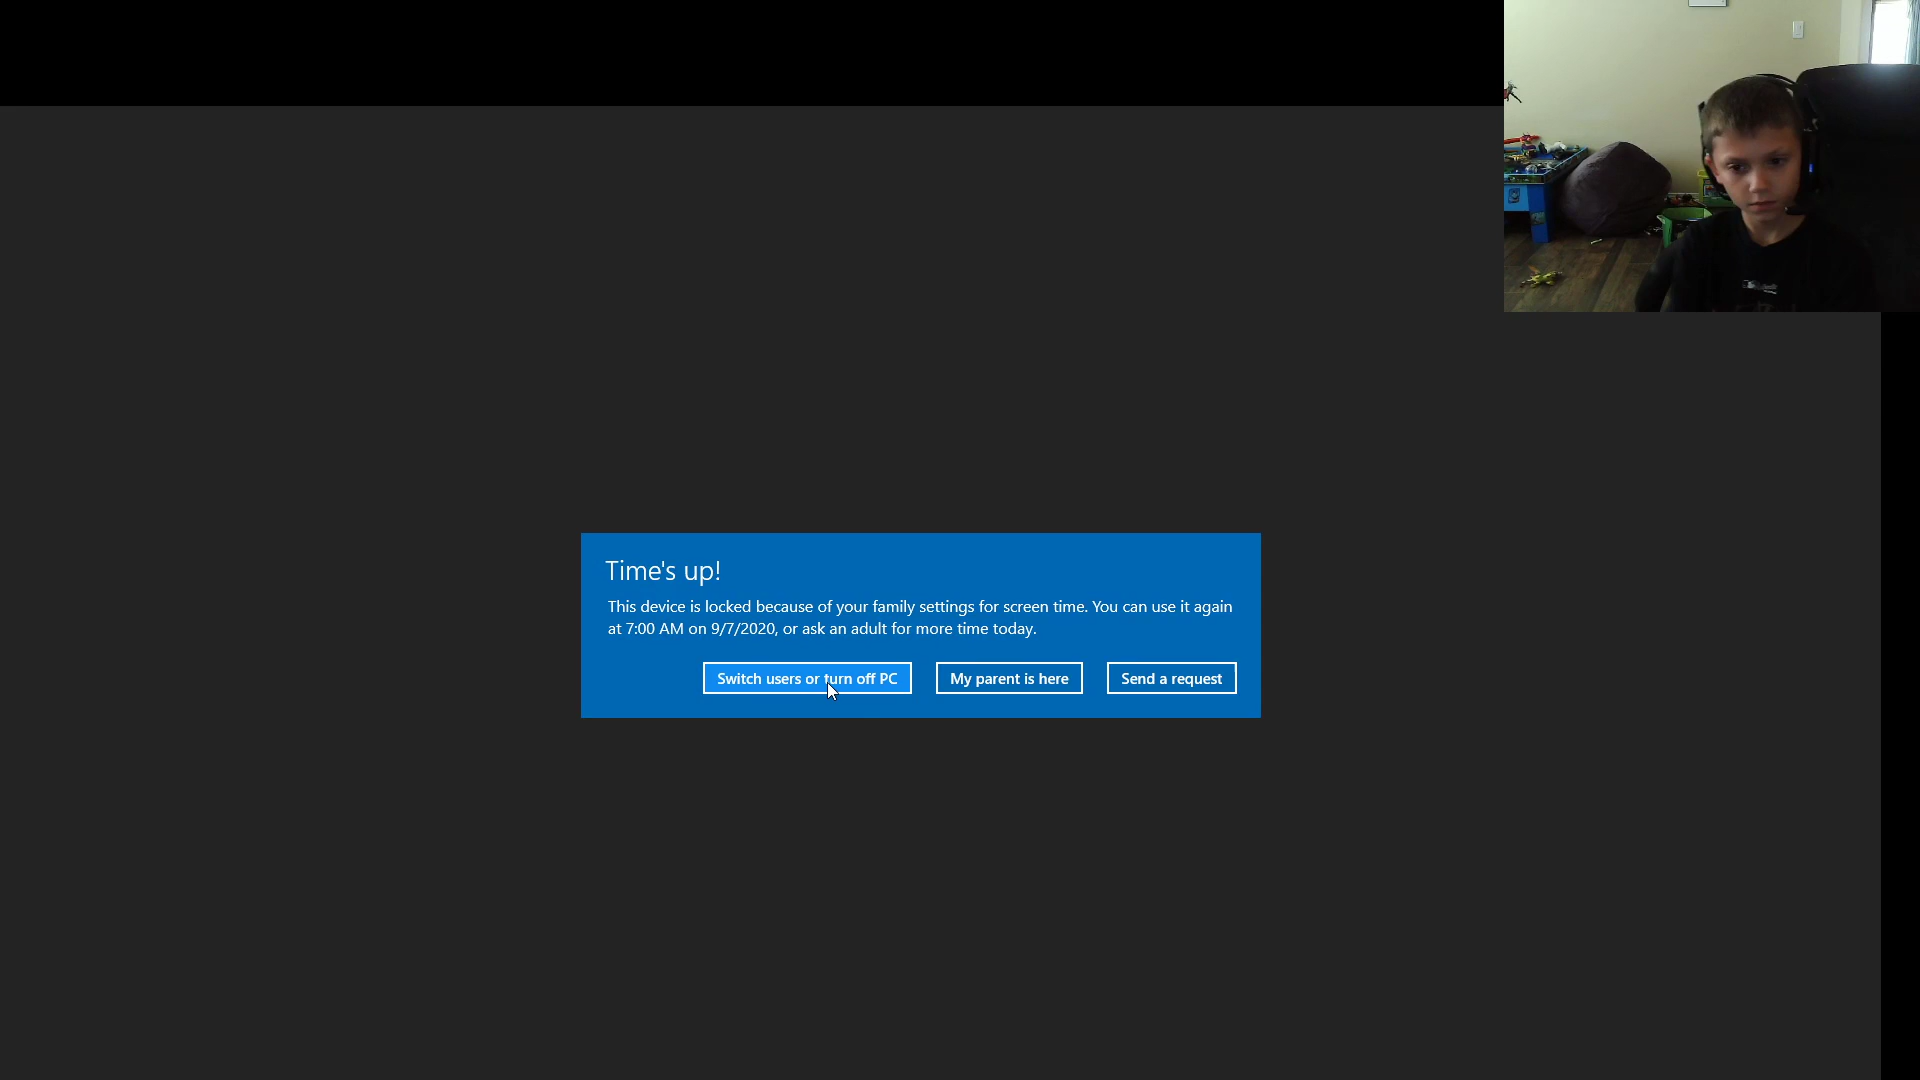 Time's up!
This device is locked because of your family settings for screen time. You can use it again
at 7:00 AM on 9/7/2020, or ask an adult for more time today.
Switch users or turn off PC
My parent is here
Send a request